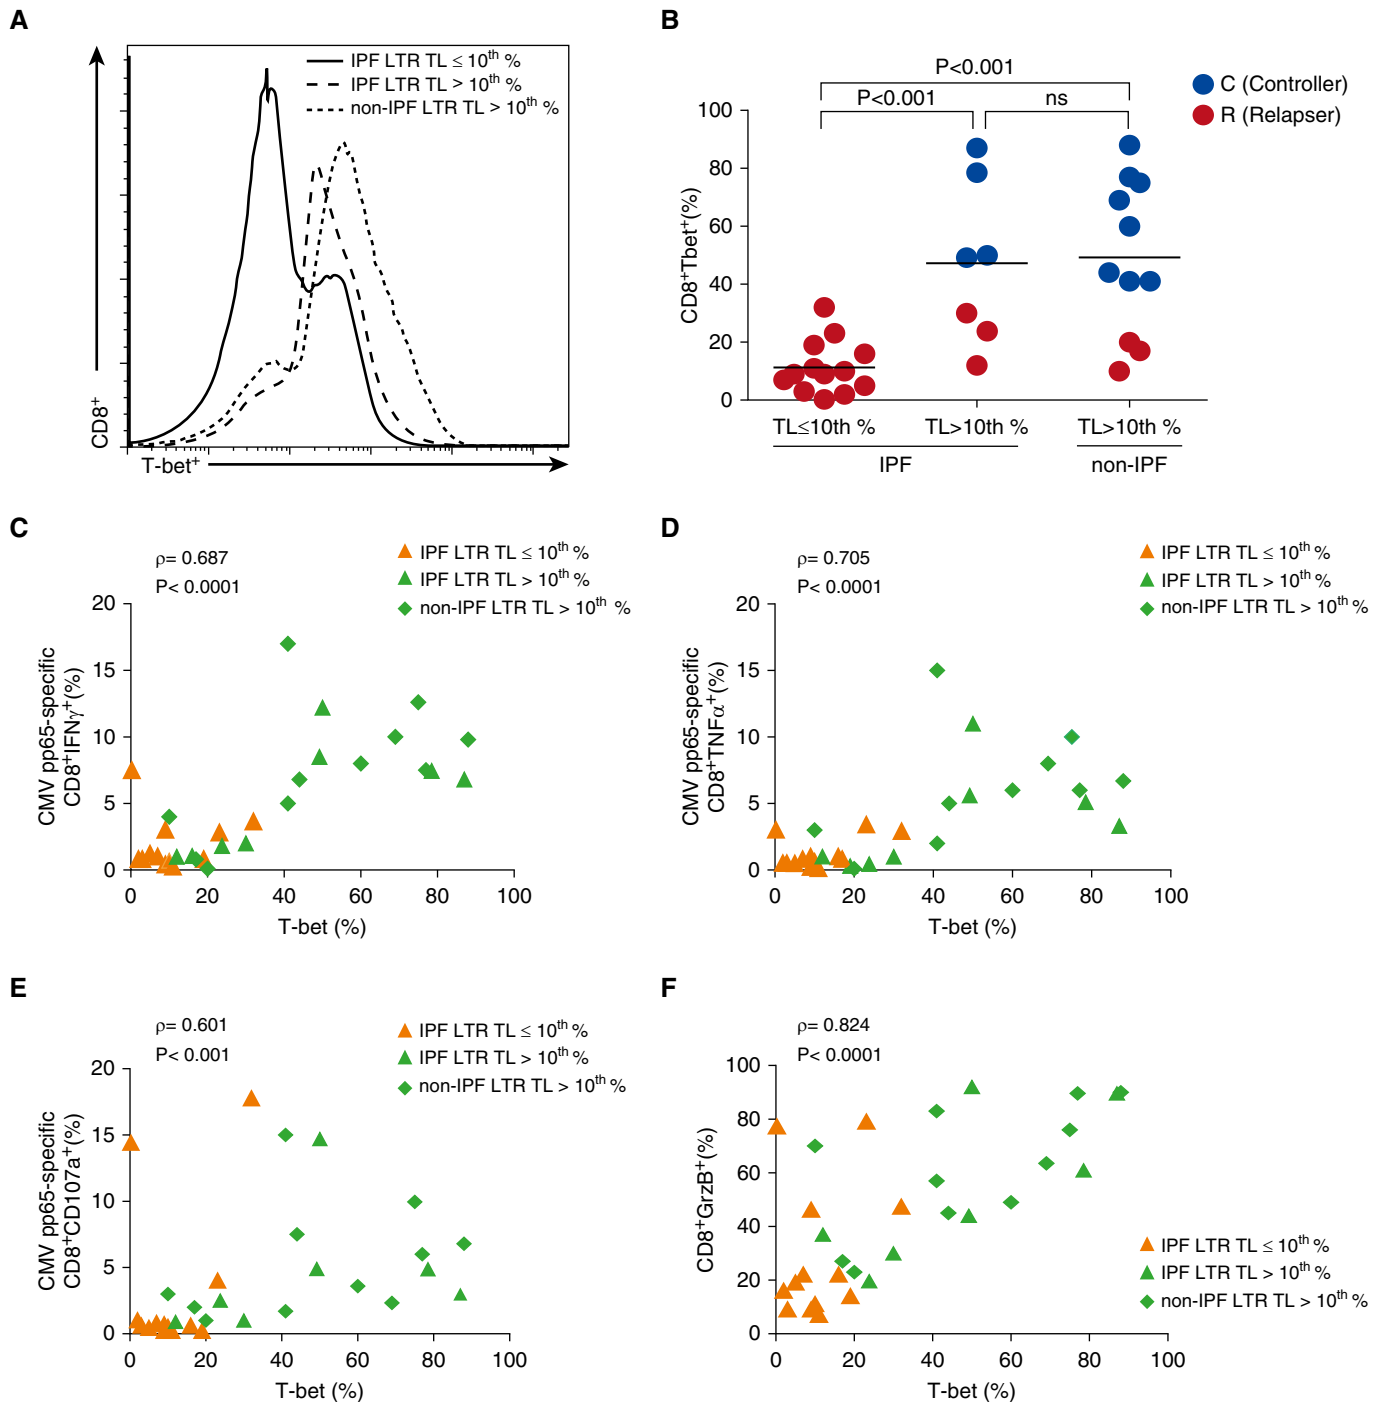 A
CD8⁺
T-bet⁺
IPF LTR TL ≤ 10th %
IPF LTR TL > 10th %
non-IPF LTR TL > 10th %
B
P<0.001
P<0.001
ns
C (Controller)
R (Relapser)
CD8⁺Tbet⁺(%)
100
80
60
40
20
0
TL≤10th %
TL>10th %
TL>10th %
IPF
non-IPF
C
ρ= 0.687
P< 0.0001
IPF LTR TL ≤ 10th %
IPF LTR TL > 10th %
non-IPF LTR TL > 10th %
CMV pp65-specific
CD8⁺IFNγ⁺(%)
20
15
10
5
0
0 20 40 60 80 100
T-bet (%)
D
ρ= 0.705
P< 0.0001
IPF LTR TL ≤ 10th %
IPF LTR TL > 10th %
non-IPF LTR TL > 10th %
CMV pp65-specific
CD8⁺TNFα⁺(%)
20
15
10
5
0
0 20 40 60 80 100
T-bet (%)
E
ρ= 0.601
P< 0.001
IPF LTR TL ≤ 10th %
IPF LTR TL > 10th %
non-IPF LTR TL > 10th %
CMV pp65-specific
CD8⁺CD107a⁺(%)
20
15
10
5
0
0 20 40 60 80 100
T-bet (%)
F
ρ= 0.824
P< 0.0001
CD8⁺GrzB⁺(%)
100
80
60
40
20
0
IPF LTR TL ≤ 10th %
IPF LTR TL > 10th %
non-IPF LTR TL > 10th %
0 20 40 60 80 100
T-bet (%)